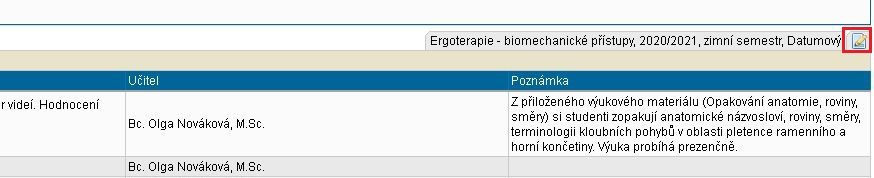 Ergoterapie - biomechanické přístupy, 2020/2021, zimní semestr, Datumový
Učitel
Poznámka
r videí. Hodnocení
Bc. Olga Nováková, M.Sc.
Z přiloženého výukového materiálu (Opakování anatomie, roviny,
směry) si studenti zopakují anatomické názvosloví, roviny, směry,
terminologii kloubních pohybů v oblasti pletence ramenního a
horní končetiny. Výuka probíhá prezenčně.
Bc. Olga Nováková, M.Sc.